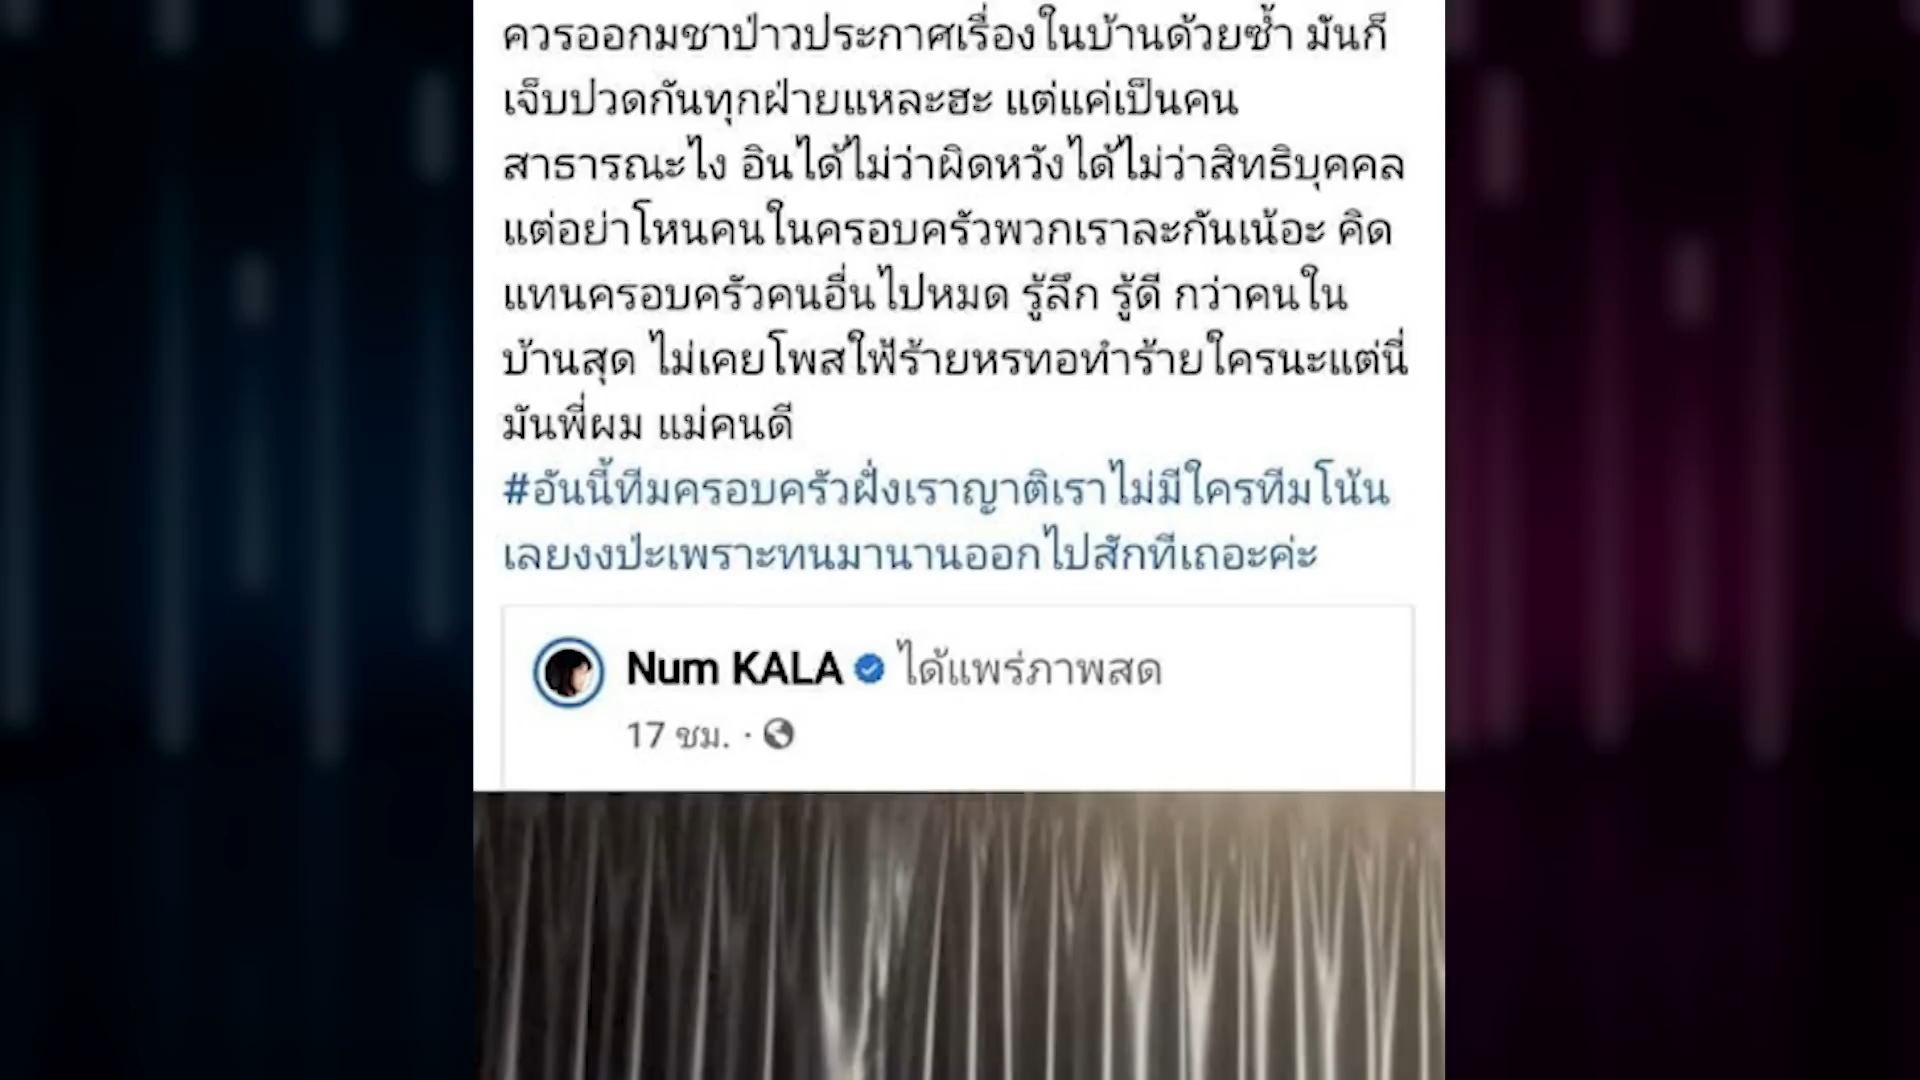 ควรออกมชาป่าวประกาศเรื่องในบ้านด้วยซ้ำ มันก็
เจ็บปวดกันทุกฝ่ายแหละฮะ แต่แค่เป็นคน
สาธารณะไง อินได้ไม่ว่าผิดหวังได้ไม่ว่าสิทธิบุคคล
แต่อย่าโหนคนในครอบครัวพวกเราละกันเน้อะ คิด
แทนครอบครัวคนอื่นไปหมด รู้ลึก รู้ดี กว่าคนใน
บ้านสุด ไม่เคยโพสใฟ้ร้ายหรทอทำร้ายใครนะแต่นี่
มันพี่ผม แม่คนดี
#อันนี้ทีมครอบครัวฝั่งเราญาติเราไม่มีใครทีมโน้น
เลยงงป่ะเพราะทนมานานออกไปสักทีเถอะค่ะ
Num KALA ได้แพร่ภาพสด
17 ชม. ·